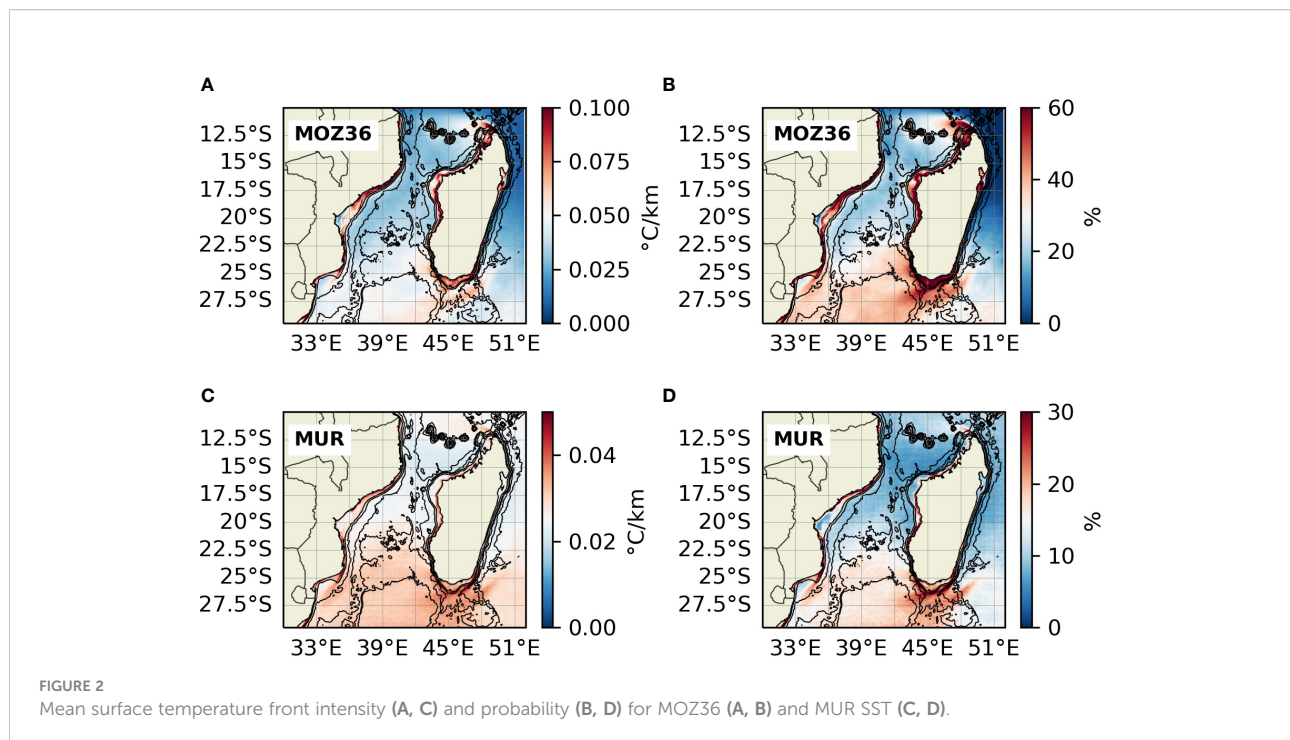 A
MOZ36
12.5°S
15°S
17.5°S
20°S
22.5°S
25°S
27.5°S
33°E 39°E 45°E 51°E
0.100
0.075
0.050
0.025
0.000
°C/km
B
MOZ36
12.5°S
15°S
17.5°S
20°S
22.5°S
25°S
27.5°S
33°E 39°E 45°E 51°E
60
40
20
0
%
C
MUR
12.5°S
15°S
17.5°S
20°S
22.5°S
25°S
27.5°S
33°E 39°E 45°E 51°E
0.04
0.02
0.00
°C/km
D
MUR
12.5°S
15°S
17.5°S
20°S
22.5°S
25°S
27.5°S
33°E 39°E 45°E 51°E
30
20
10
0
%
FIGURE 2
Mean surface temperature front intensity (A, C) and probability (B, D) for MOZ36 (A, B) and MUR SST (C, D).